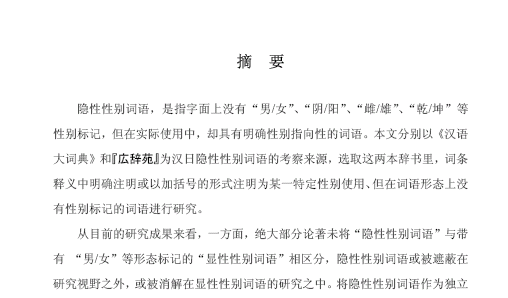 摘 要
隐性性别词语，是指字面上没有“男/女”、“阴/阳”、“雌/雄”、“乾/坤”等
性别标记，但在实际使用中，却具有明确性别指向性的词语。本文分别以《汉语
大词典》和『広辞苑』为汉日隐性性别词语的考察来源，选取这两本辞书里，词条
释义中明确注明或以加括号的形式注明为某一特定性别使用、但在词语形态上没
有性别标记的词语进行研究。
从目前的研究成果来看，一方面，绝大部分论著未将“隐性性别词语”与带
有 “男/女”等形态标记的“显性性别词语”相区分，隐性性别词语或被遮蔽在
研究视野之外，或被消解在显性性别词语的研究之中。将隐性性别词语作为独立